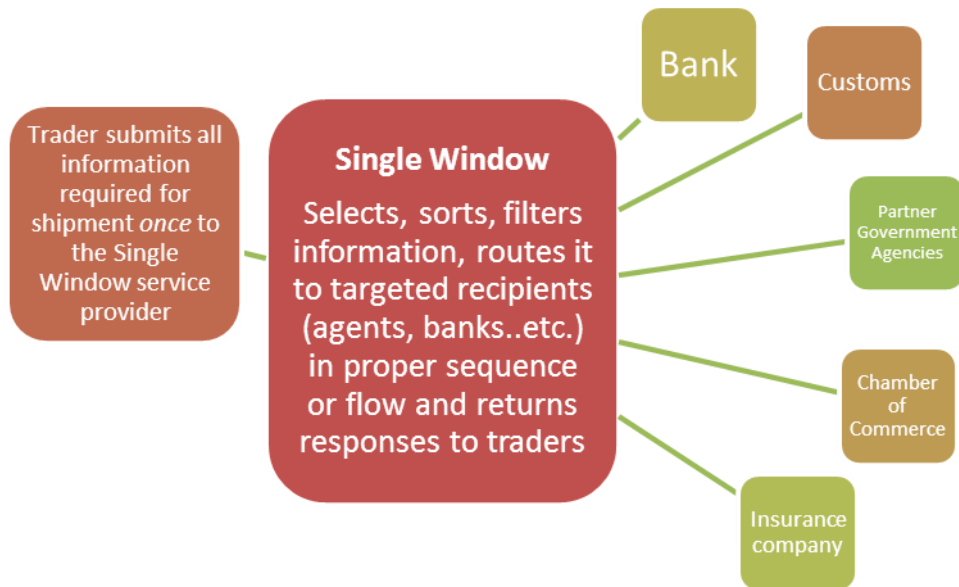 Trader submits all
information
required for
shipment once to
the Single
Window service
provider
Single Window
Selects, sorts, filters
information, routes it
to targeted recipients
(agents, banks..etc.)
in proper sequence
or flow and returns
responses to traders
Bank
Customs
Partner
Government
Agencies
Chamber
of
Commerce
Insurance
company